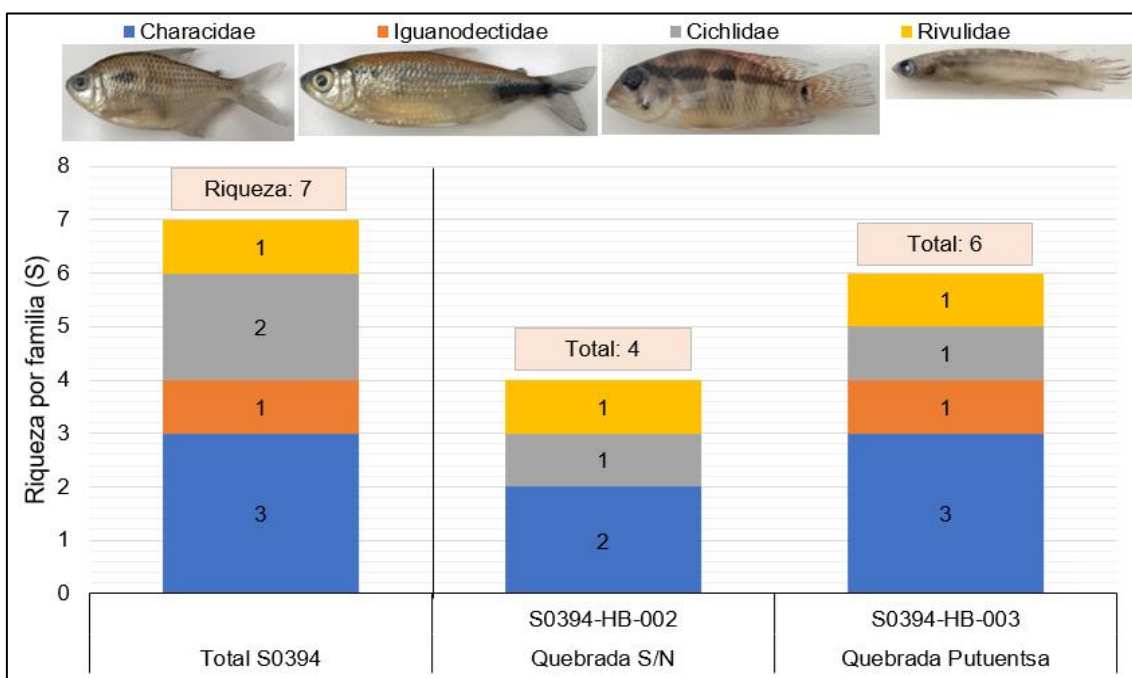 Characidae Iguanodectidae Cichlidae Rivulidae
Riqueza por familia (S)
8
7
6
5
4
3
2
1
0
Riqueza: 7
1
2
1
3
Total: 4
1
1
2
Total: 6
1
1
1
3
S0394-HB-002 S0394-HB-003
Total S0394 Quebrada S/N Quebrada Putuentsa